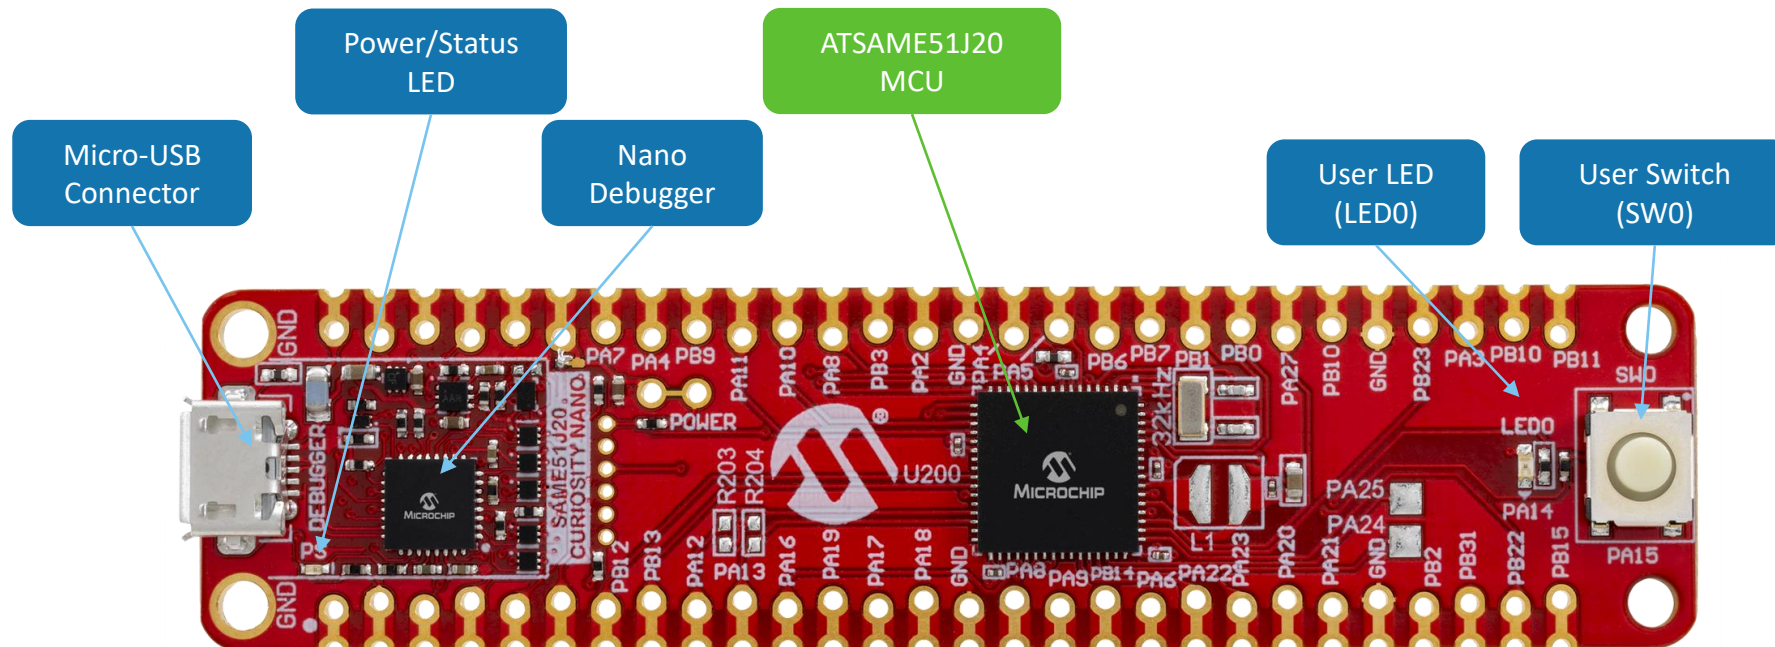 Power/Status
LED
ATSAME51J20
MCU
Micro-USB
Connector
Nano
Debugger
User LED
(LED0)
User Switch
(SW0)
GND
PA7
PA4
PB9
PA11
PA10
PA8
PB3
PA2
GND
PA4
PA5
PB6
PB7
PB1
PB0
PA27
PB10
GND
PB23
PA3
PB10
PB11
SW0
POWER
32kHz
LED0
DEBUGGER
SAME51J20
CURIOSITY NANO
R203
R204
®
U200
MICROCHIP
MICROCHIP
PA25
PA24
PA14
PA15
L1
PS
GND
PB12
PB13
PA12
PA13
PA16
PA19
PA17
PA18
GND
PA8
PA9
PB14
PA6
PA22
PA23
PA20
PA21
GND
PB2
PB31
PB22
PB15